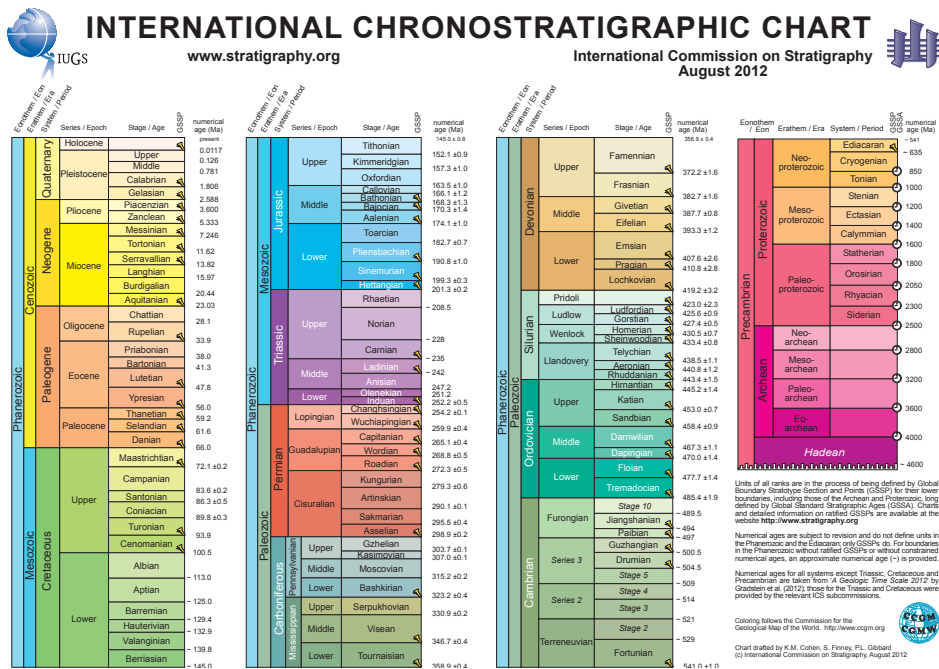 INTERNATIONAL CHRONOSTRATIGRAPHIC CHART
IUGS
www.stratigraphy.org
International Commission on Stratigraphy
August 2012
Eonothem / Eon
Erathem / Era
System / Period
Series / Epoch
Stage / Age
GSSP
numerical
age (Ma)
present
Phanerozoic
Cenozoic
Mesozoic
Quaternary
Neogene
Paleogene
Cretaceous
Holocene
0.0117
Pleistocene
Upper
0.126
Middle
0.781
Calabrian
1.806
Gelasian
2.588
Pliocene
Piacenzian
3.600
Zanclean
5.333
Miocene
Messinian
7.246
Tortonian
11.62
Serravallian
13.82
Langhian
15.97
Burdigalian
20.44
Aquitanian
23.03
Oligocene
Chattian
28.1
Rupelian
33.9
Eocene
Priabonian
38.0
Bartonian
41.3
Lutetian
47.8
Ypresian
56.0
Paleocene
Thanetian
59.2
Selandian
61.6
Danian
66.0
Upper
Maastrichtian
72.1 ±0.2
Campanian
83.6 ±0.2
Santonian
86.3 ±0.5
Coniacian
89.8 ±0.3
Turonian
93.9
Cenomanian
100.5
Lower
Albian
~ 113.0
Aptian
~ 125.0
Barremian
~ 129.4
Hauterivian
~ 132.9
Valanginian
~ 139.8
Berriasian
~ 145.0
Eonothem / Eon
Erathem / Era
System / Period
Series / Epoch
Stage / Age
GSSP
numerical
age (Ma)
145.0 ± 0.8
Phanerozoic
Mesozoic
Paleozoic
Jurassic
Triassic
Permian
Carboniferous
Pennsylvanian
Mississippian
Upper
Tithonian
152.1 ±0.9
Kimmeridgian
157.3 ±1.0
Oxfordian
163.5 ±1.0
Middle
Callovian
166.1 ±1.2
Bathonian
168.3 ±1.3
Bajocian
170.3 ±1.4
Aalenian
174.1 ±1.0
Lower
Toarcian
182.7 ±0.7
Pliensbachian
190.8 ±1.0
Sinemurian
199.3 ±0.3
Hettangian
201.3 ±0.2
Upper
Rhaetian
~ 208.5
Norian
~ 228
Carnian
~ 235
Middle
Ladinian
~ 242
Anisian
247.2
Lower
Olenekian
251.2
Induan
252.2 ±0.5
Lopingian
Changhsingian
254.2 ±0.1
Wuchiapingian
259.9 ±0.4
Guadalupian
Capitanian
265.1 ±0.4
Wordian
268.8 ±0.5
Roadian
272.3 ±0.5
Cisuralian
Kungurian
279.3 ±0.6
Artinskian
290.1 ±0.1
Sakmarian
295.5 ±0.4
Asselian
298.9 ±0.2
Upper
Gzhelian
303.7 ±0.1
Kasimovian
307.0 ±0.1
Middle
Moscovian
315.2 ±0.2
Lower
Bashkirian
323.2 ±0.4
Upper
Serpukhovian
330.9 ±0.2
Middle
Visean
346.7 ±0.4
Lower
Tournaisian
358.9 ±0.4
Eonothem / Eon
Erathem / Era
System / Period
Series / Epoch
Stage / Age
GSSP
numerical
age (Ma)
358.9 ± 0.4
Phanerozoic
Paleozoic
Devonian
Silurian
Ordovician
Cambrian
Upper
Famennian
372.2 ±1.6
Frasnian
382.7 ±1.6
Middle
Givetian
387.7 ±0.8
Eifelian
393.3 ±1.2
Lower
Emsian
407.6 ±2.6
Pragian
410.8 ±2.8
Lochkovian
419.2 ±3.2
Pridoli
423.0 ±2.3
Ludlow
Ludfordian
425.6 ±0.9
Gorstian
427.4 ±0.5
Wenlock
Homerian
430.5 ±0.7
Sheinwoodian
433.4 ±0.8
Llandovery
Telychian
438.5 ±1.1
Aeronian
440.8 ±1.2
Rhuddanian
443.4 ±1.5
Upper
Hirnantian
445.2 ±1.4
Katian
453.0 ±0.7
Sandbian
458.4 ±0.9
Middle
Darriwilian
467.3 ±1.1
Dapingian
470.0 ±1.4
Lower
Floian
477.7 ±1.4
Tremadocian
485.4 ±1.9
Furongian
Stage 10
~ 489.5
Jiangshanian
~ 494
Paibian
~ 497
Series 3
Guzhangian
~ 500.5
Drumian
~ 504.5
Stage 5
~ 509
Series 2
Stage 4
~ 514
Stage 3
~ 521
Terreneuvian
Stage 2
~ 529
Fortunian
541.0 ±1.0
Eonothem
/ Eon
Erathem / Era
System / Period
GSSP
GSSA
numerical
age (Ma)
~ 541
Precambrian
Proterozoic
Archean
Neo-
proterozoic
Ediacaran
~ 635
Cryogenian
850
Tonian
1000
Meso-
proterozoic
Stenian
1200
Ectasian
1400
Calymmian
1600
Paleo-
proterozoic
Statherian
1800
Orosirian
2050
Rhyacian
2300
Siderian
2500
Neo-
archean
2800
Meso-
archean
3200
Paleo-
archean
3600
Eo-
archean
4000
Hadean
~ 4600
Units of all ranks are in the process of being defined by Global
Boundary Stratotype Section and Points (GSSP) for their lower
boundaries, including those of the Archean and Proterozoic, long
defined by Global Standard Stratigraphic Ages (GSSA). Charts
and detailed information on ratified GSSPs are available at the
website http://www.stratigraphy.org
Numerical ages are subject to revision and do not define units in
the Phanerozoic and the Ediacaran; only GSSPs do. For boundaries
in the Phanerozoic without ratified GSSPs or without constrained
numerical ages, an approximate numerical age (~) is provided.
Numerical ages for all systems except Triassic, Cretaceous and
Precambrian are taken from 'A Geologic Time Scale 2012' by
Gradstein et al. (2012); those for the Triassic and Cretaceous were
provided by the relevant ICS subcommissions.
Coloring follows the Commission for the
Geological Map of the World. http://www.ccgm.org
CCGM
CGMW
Chart drafted by K.M. Cohen, S. Finney, P.L. Gibbard
(c) International Commission on Stratigraphy, August 2012